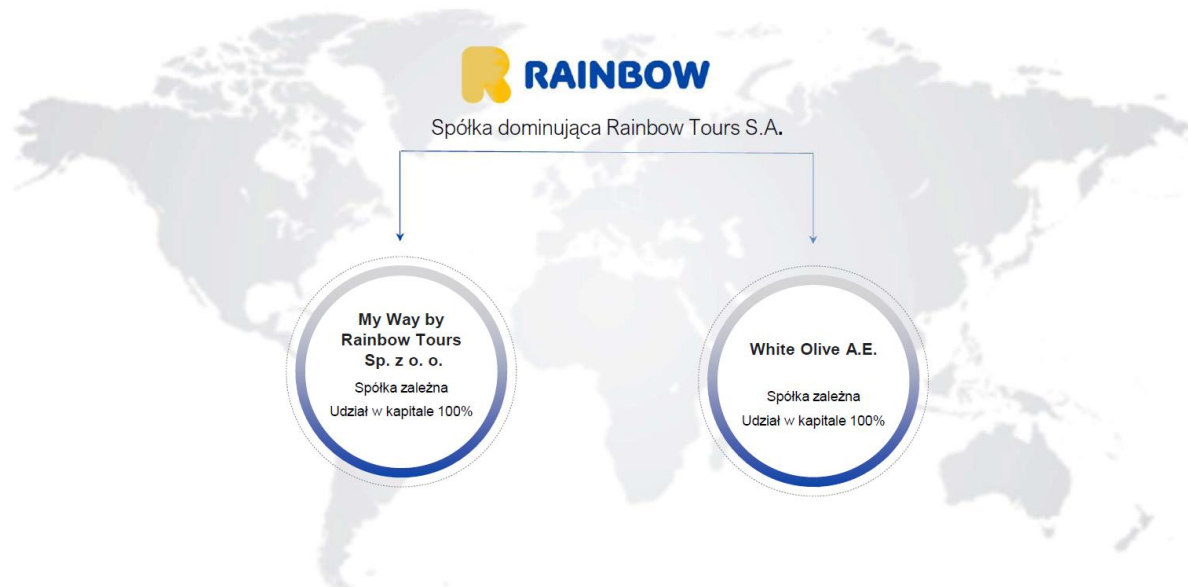 RAINBOW
Spółka dominująca Rainbow Tours S.A.
My Way by
Rainbow Tours
Sp. z o. o.
Spółka zależna
Udział w kapitale 100%
White Olive A.E.
Spółka zależna
Udział w kapitale 100%